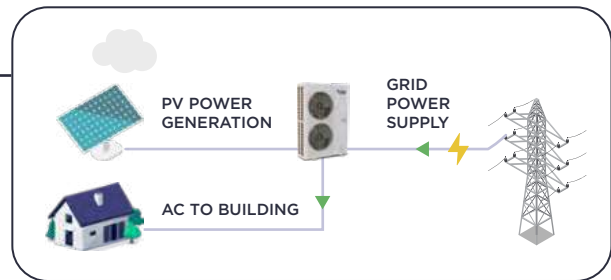 PV POWER
GENERATION
GRID
POWER
SUPPLY
AC TO BUILDING